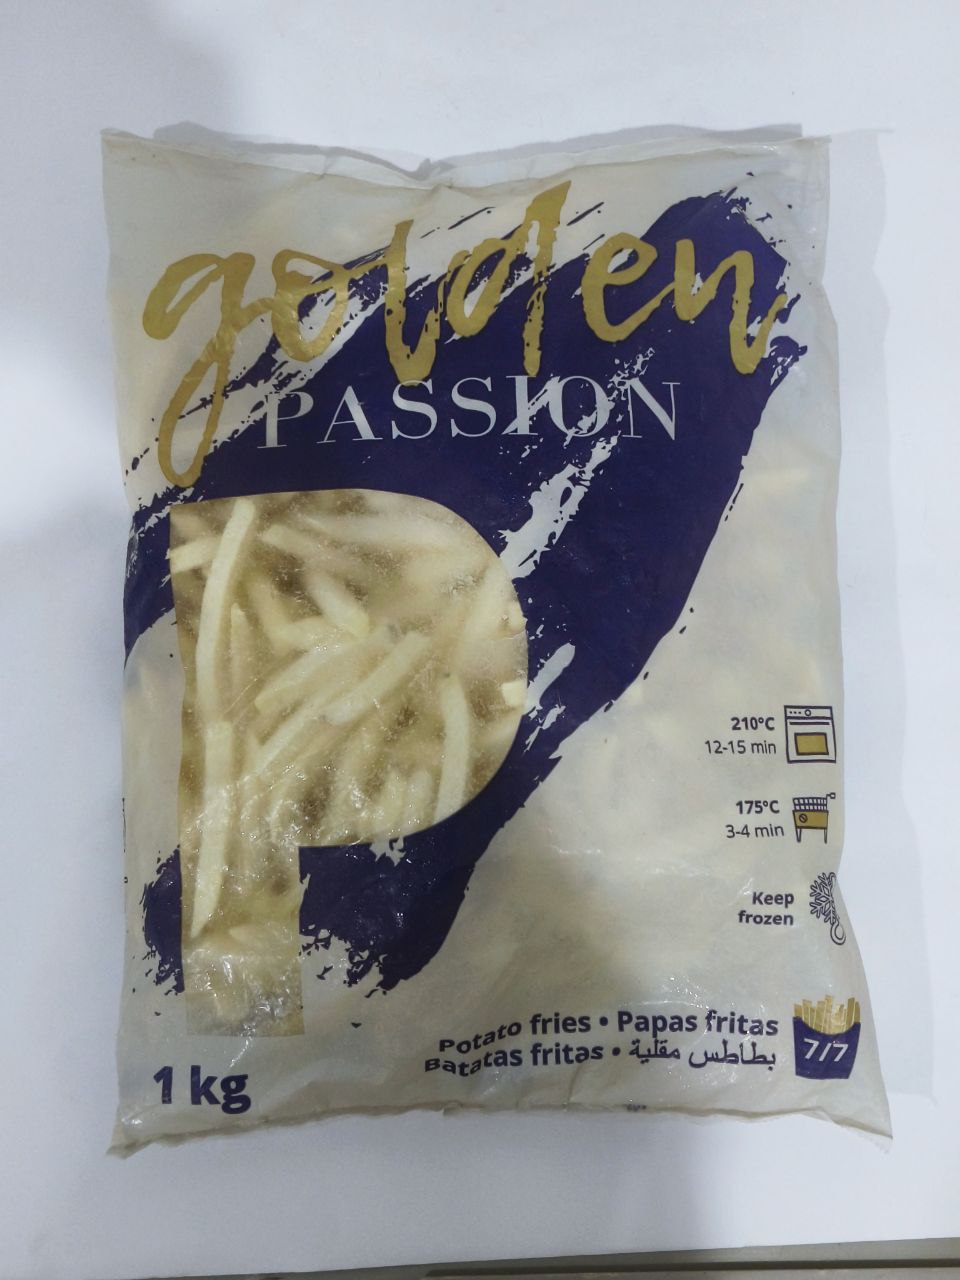 golden
PASSION
210°C
12-15 min
175°C
3-4 min
Keep
frozen
Potato fries • Papas fritas
Batatas fritas • بطاطس مقلية
7/7
1 kg